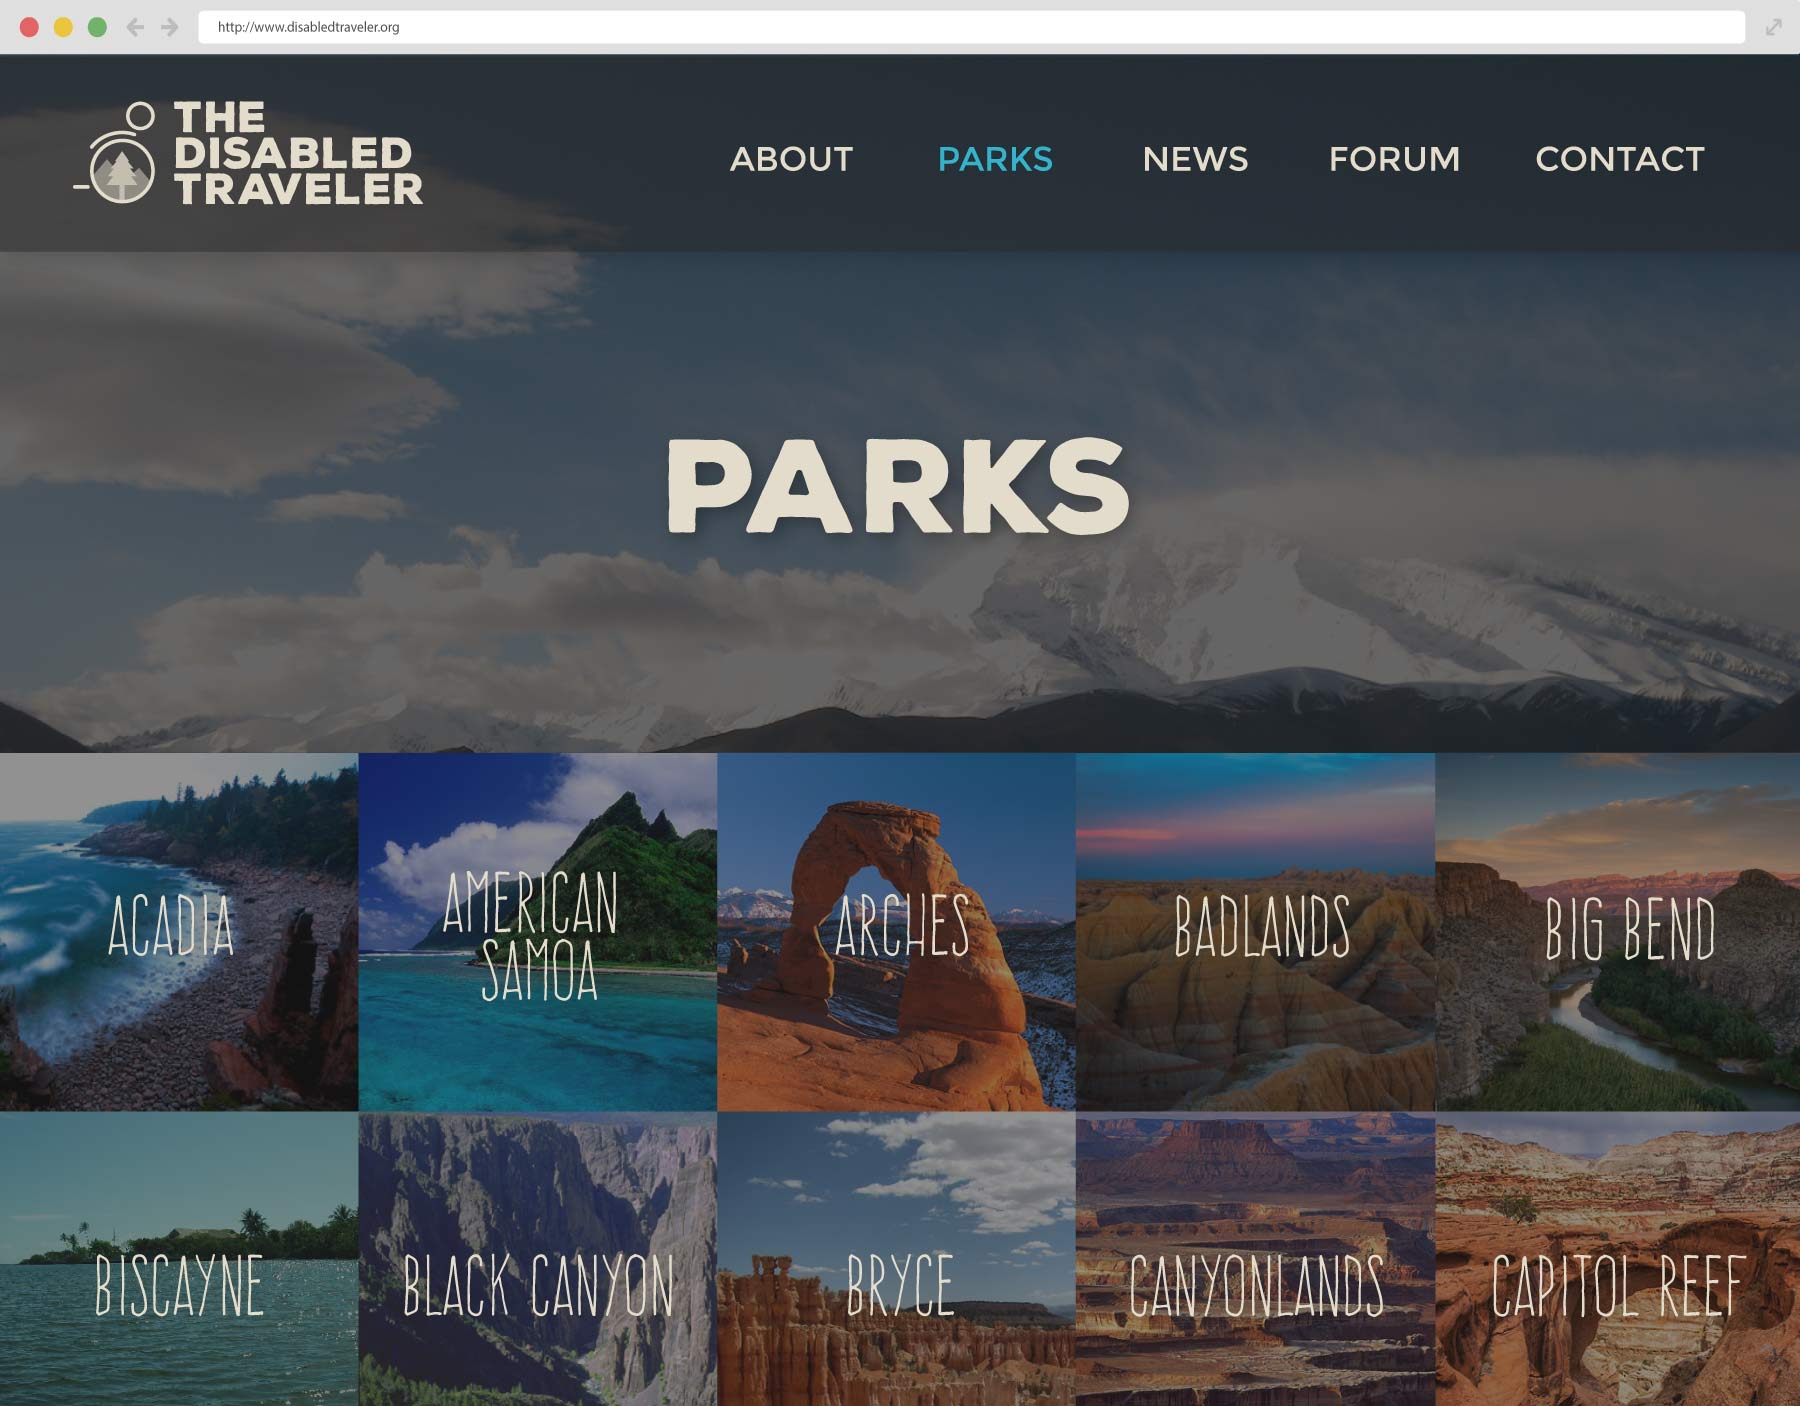 http://www.disabledtraveler.org
THE
DISABLED
TRAVELER
ABOUT PARKS NEWS FORUM CONTACT
PARKS
ACADIA
AMERICAN
SAMOA
ARCHES
BADLANDS
BIG BEND
BISCAYNE
BLACK CANYON
BRYCE
CANYONLANDS
CAPITOL REEF